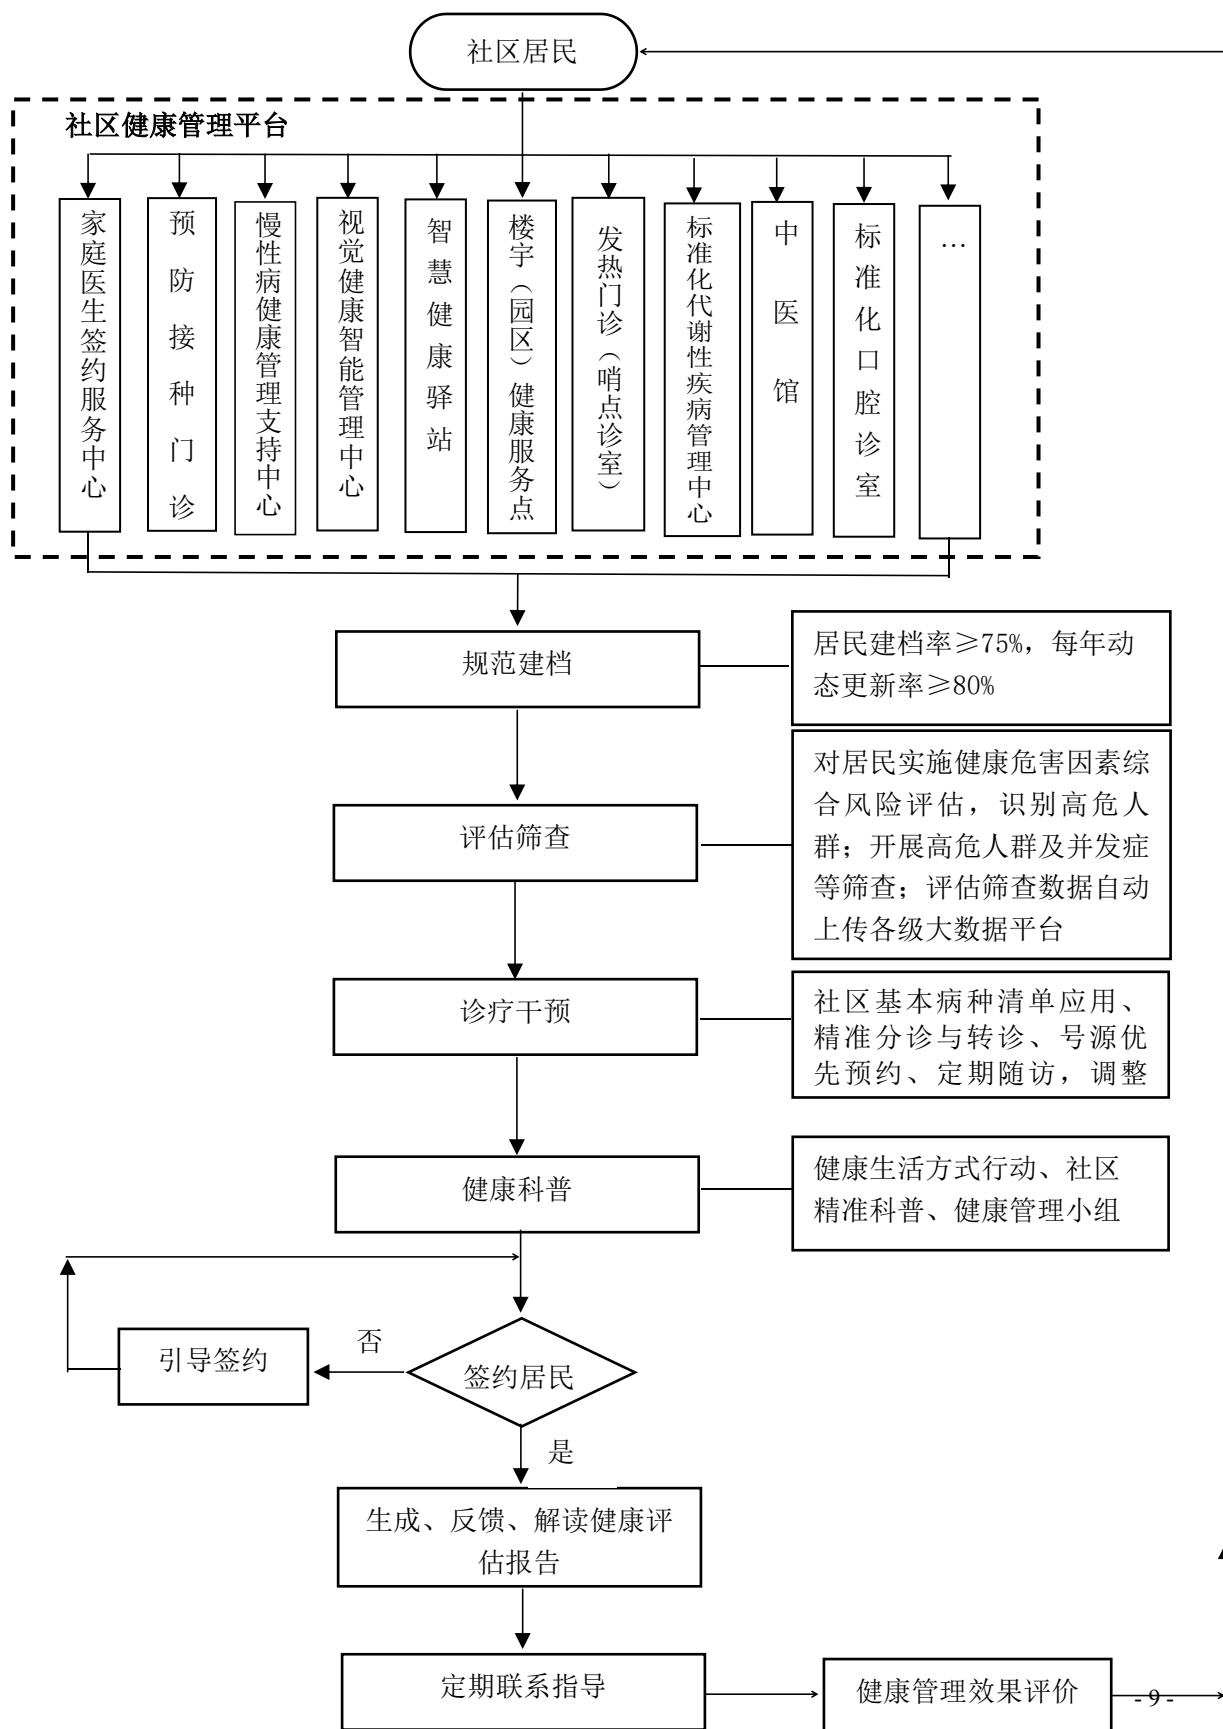 社区居民
社区健康管理平台
家庭医生签约服务中心
预防接种门诊
慢性病健康管理支持中心
视觉健康智能管理中心
智慧健康驿站
楼宇（园区）健康服务点
发热门诊（哨点诊室）
标准化代谢性疾病管理中心
中医馆
标准化口腔诊室
…
规范建档
居民建档率≥75%，每年动
态更新率≥80%
评估筛查
对居民实施健康危害因素综
合风险评估，识别高危人
群；开展高危人群及并发症
等筛查；评估筛查数据自动
上传各级大数据平台
诊疗干预
社区基本病种清单应用、
精准分诊与转诊、号源优
先预约、定期随访，调整
健康科普
健康生活方式行动、社区
精准科普、健康管理小组
签约居民
否
引导签约
是
生成、反馈、解读健康评
估报告
定期联系指导
健康管理效果评价
- 9 -